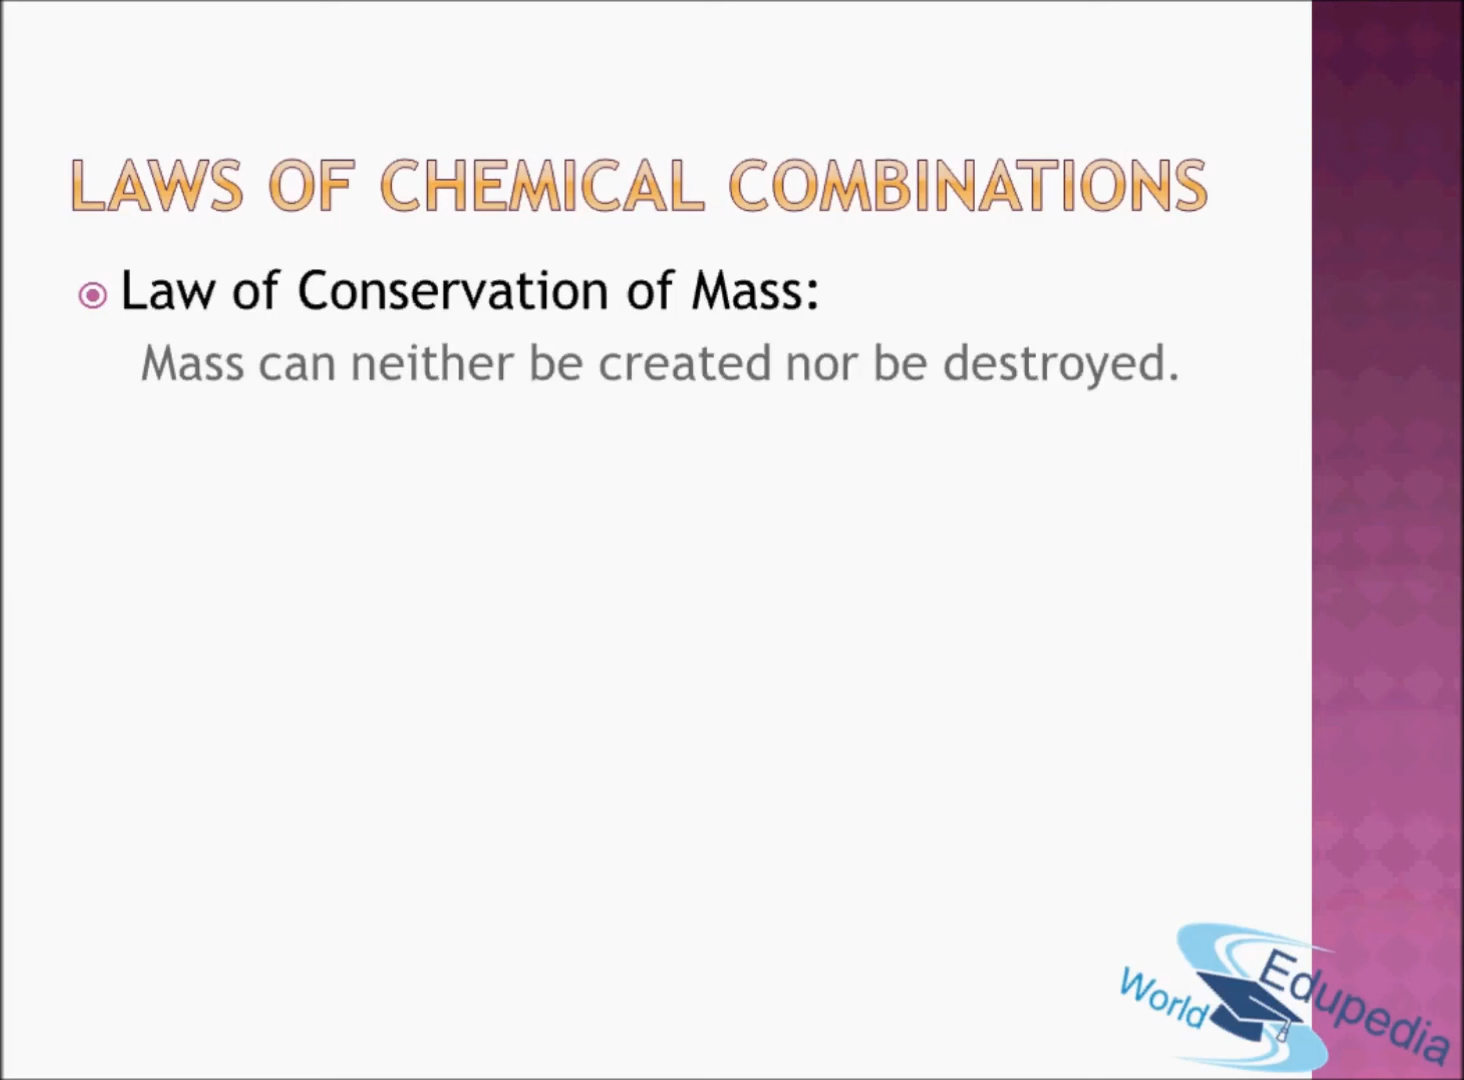 LAWS OF CHEMICAL COMBINATIONS
Law of Conservation of Mass:
Mass can neither be created nor be destroyed.
World Edupedia